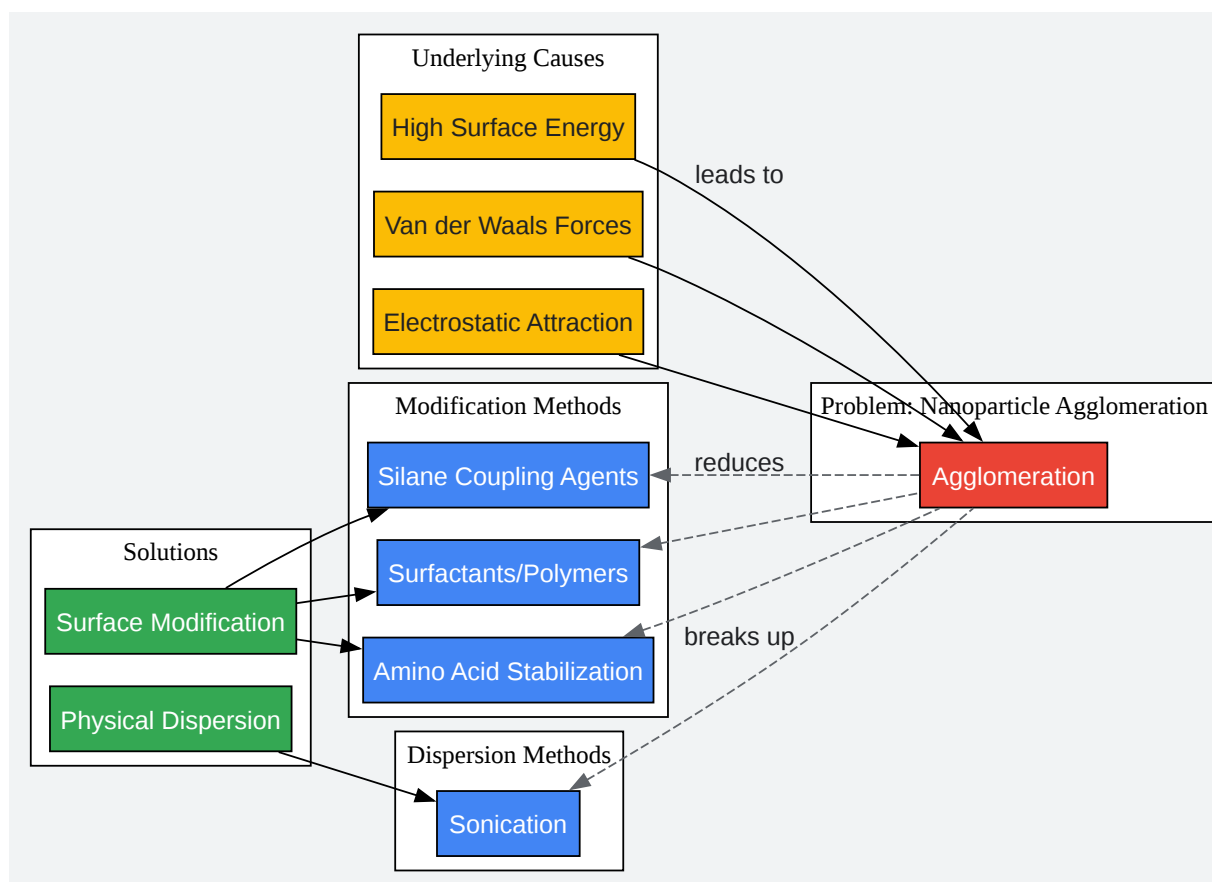 Underlying Causes
High Surface Energy
leads to
Van der Waals Forces
Electrostatic Attraction
Modification Methods
Problem: Nanoparticle Agglomeration
Silane Coupling Agents
reduces
Agglomeration
Solutions
Surfactants/Polymers
Surface Modification
breaks up
Amino Acid Stabilization
Physical Dispersion
Dispersion Methods
Sonication